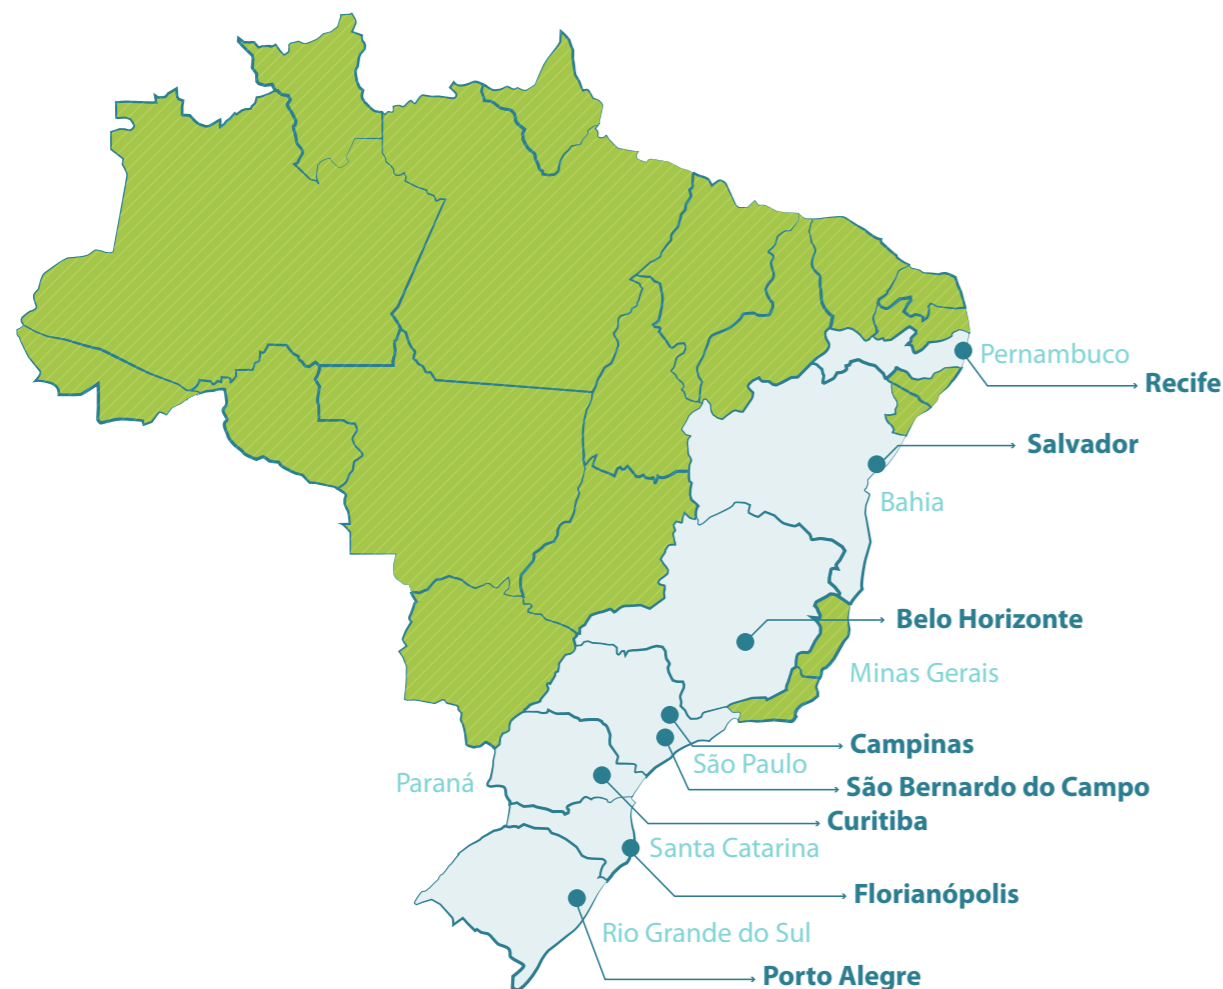 Pernambuco
Recife
Salvador
Bahia
Belo Horizonte
Minas Gerais
Campinas
São Paulo
Paraná
São Bernardo do Campo
Curitiba
Santa Catarina
Florianópolis
Rio Grande do Sul
Porto Alegre